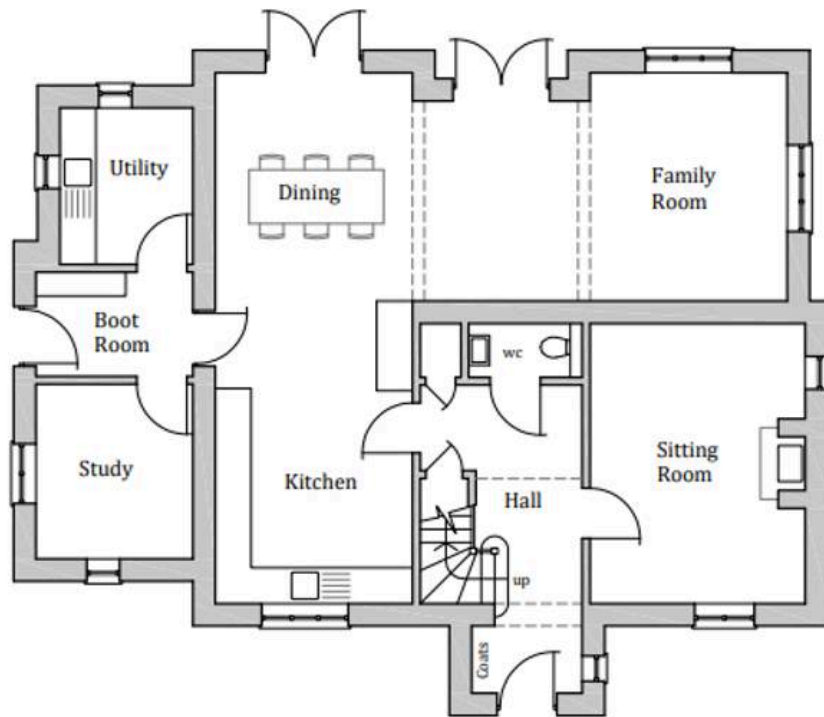 Utility
Dining
Family
Room
Boot
Room
wc
Study
Kitchen
Hall
Sitting
Room
up
Coats